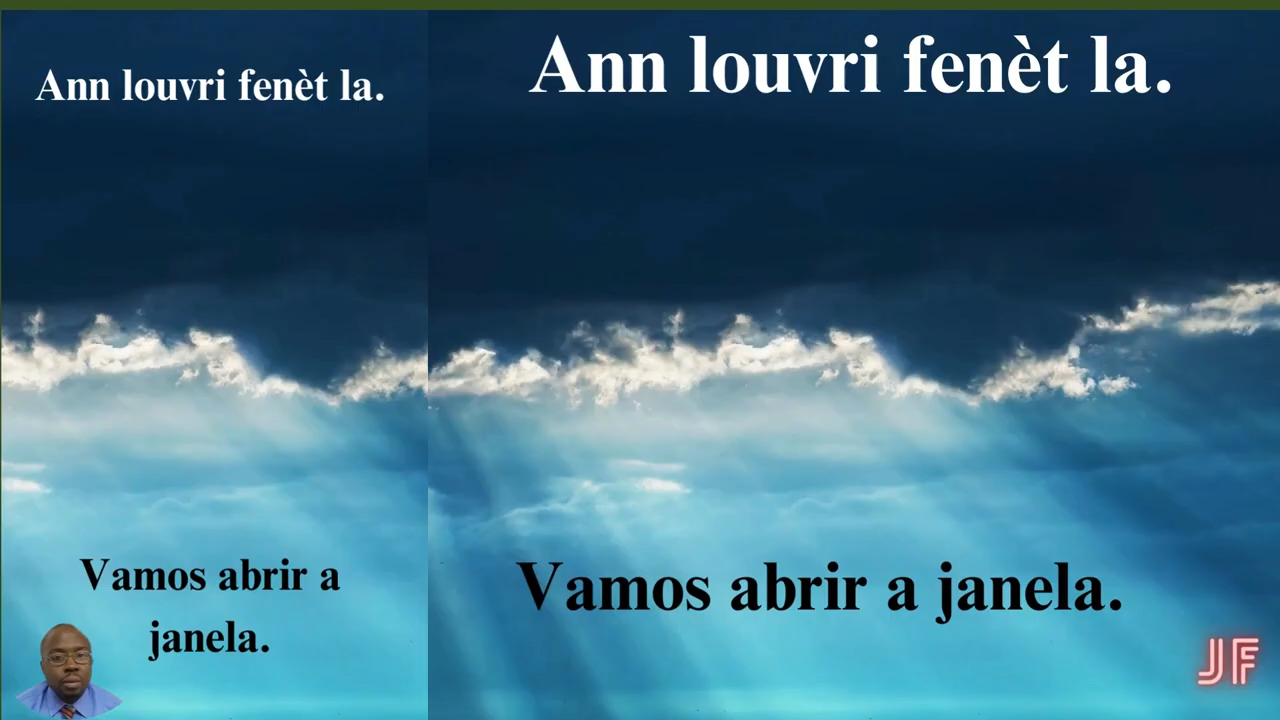 Ann louvri fenèt la.
Vamos abrir a
janela.
Ann louvri fenèt la.
Vamos abrir a janela.
JF